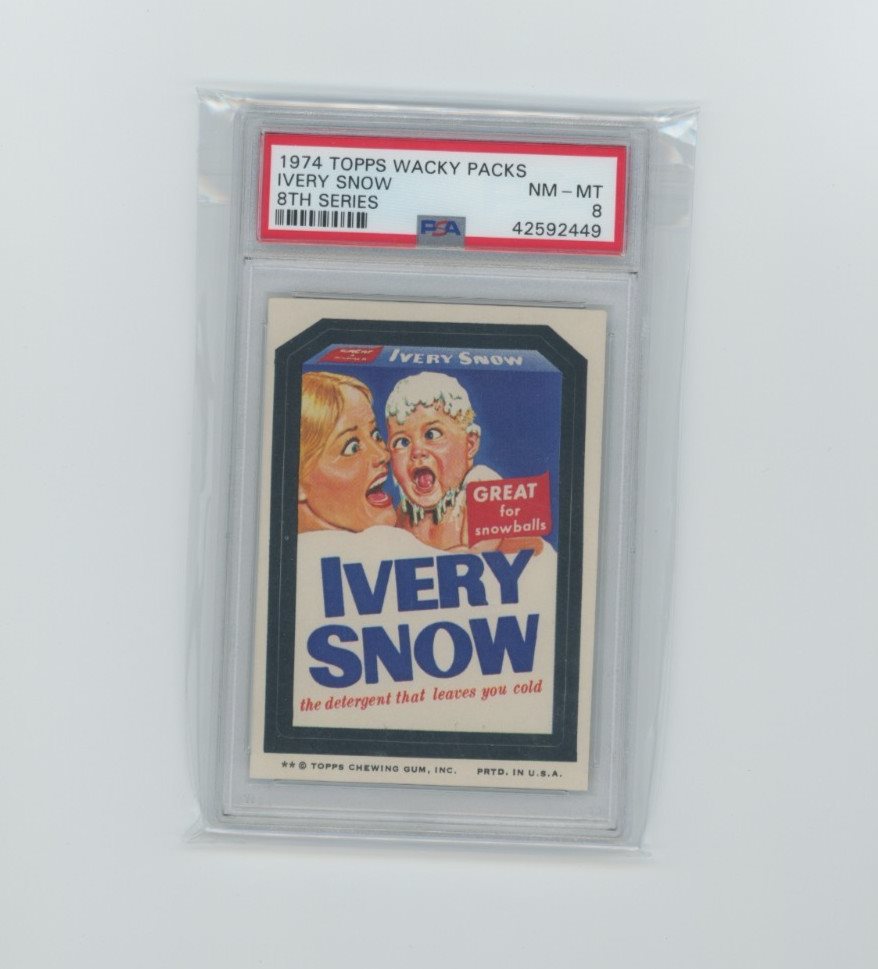 1974 TOPPS WACKY PACKS
IVERY SNOW
NM - MT
8TH SERIES
8
PSA
42592449
IVERY SNOW
GREAT
for
snowballs
IVERY
SNOW
the detergent that leaves you cold
** © TOPPS CHEWING GUM, INC. PRTD. IN U.S.A.